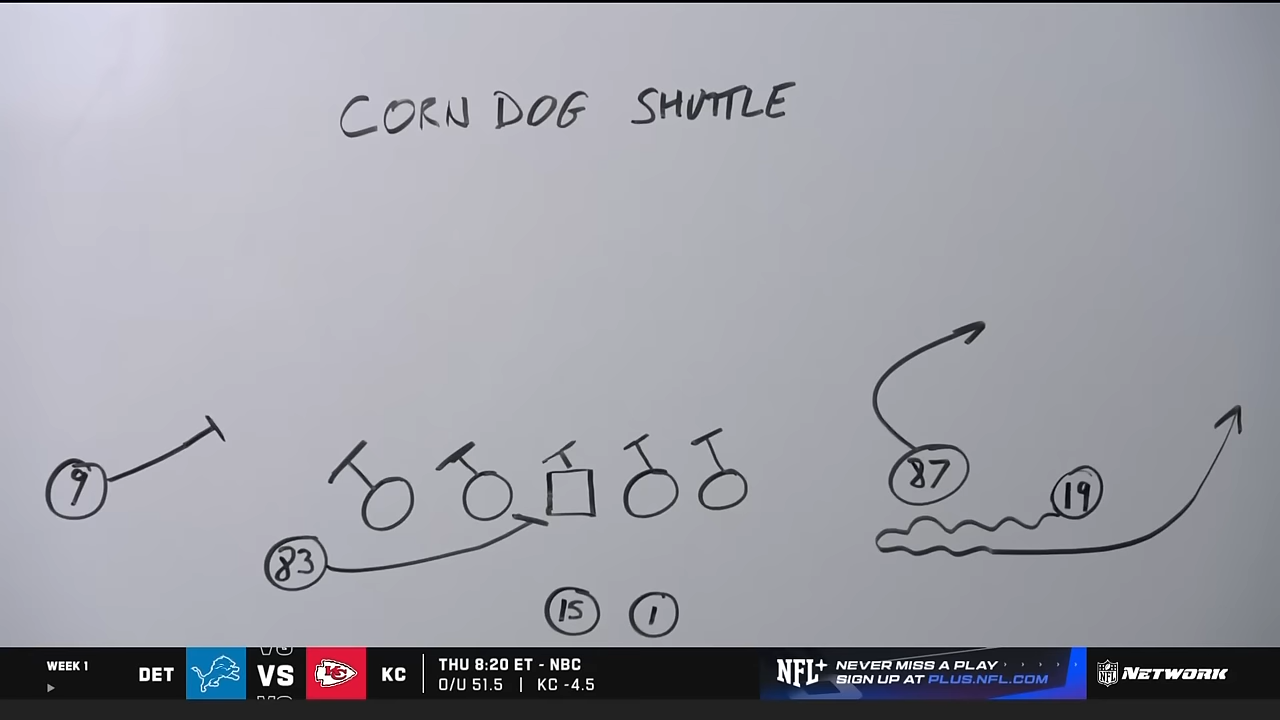 CORN DOG SHUTTLE
87
9
19
83
15
1
WEEK 1
DET
VS
KC
THU 8:20 ET - NBC
O/U 51.5 | KC -4.5
NFL+
NEVER MISS A PLAY
SIGN UP AT PLUS.NFL.COM
NFL NETWORK